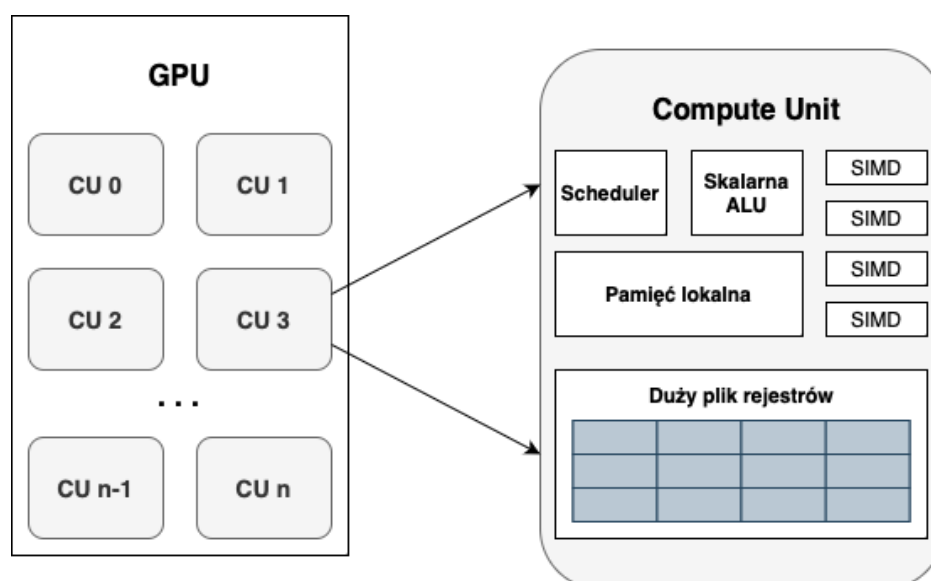 GPU
CU 0
CU 1
CU 2
CU 3
. . .
CU n-1
CU n
Compute Unit
Scheduler
Skalarna
ALU
SIMD
SIMD
Pamięć lokalna
SIMD
SIMD
Duży plik rejestrów